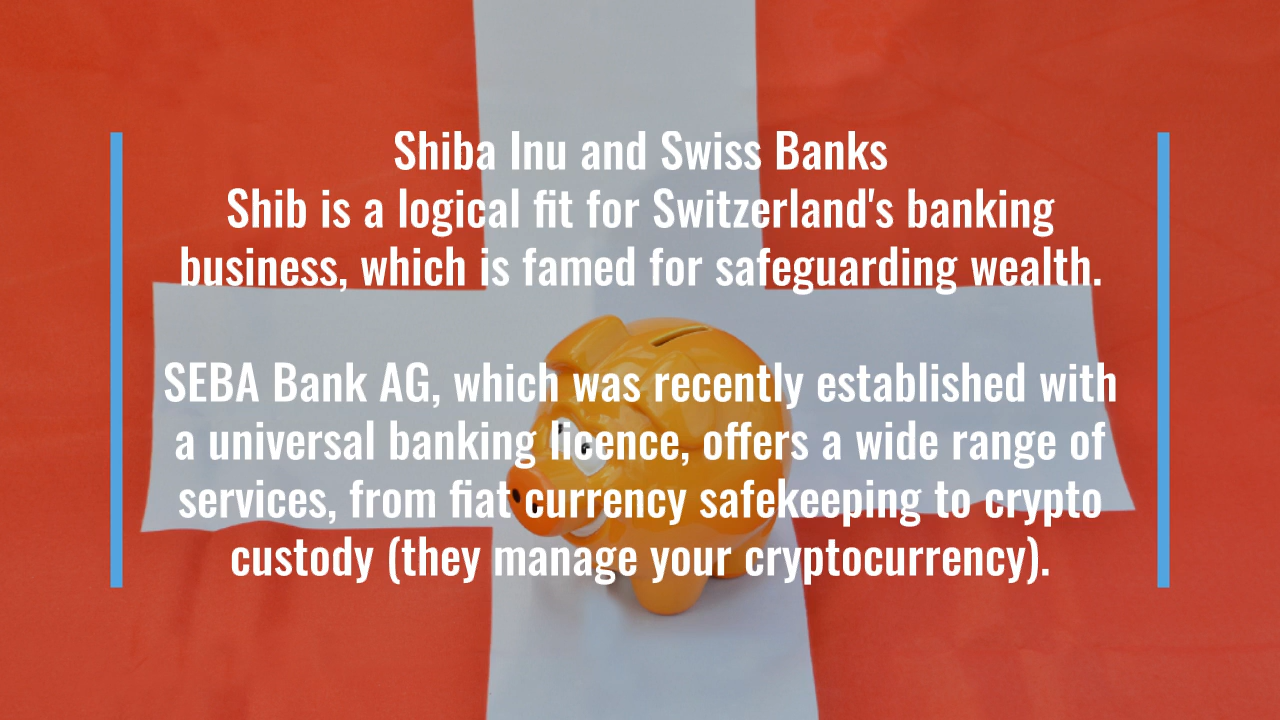 Shiba Inu and Swiss Banks
Shib is a logical fit for Switzerland's banking
business, which is famed for safeguarding wealth.
SEBA Bank AG, which was recently established with
a universal banking licence, offers a wide range of
services, from fiat currency safekeeping to crypto
custody (they manage your cryptocurrency).